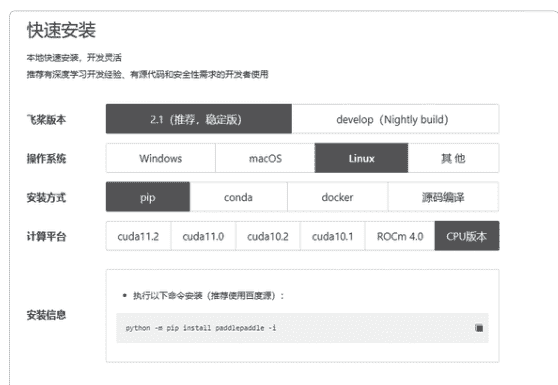 快速安装
本地快速安装，开发灵活
推荐有深度学习开发经验、有源代码和安全性需求的开发者使用
飞桨版本 2.1（推荐，稳定版） develop（Nightly build）
操作系统 Windows macOS Linux 其他
安装方式 pip conda docker 源码编译
计算平台 cuda11.2 cuda11.0 cuda10.2 cuda10.1 ROCm 4.0 CPU版本
• 执行以下命令安装（推荐使用百度源）：
安装信息
python -m pip install paddlepaddle -i